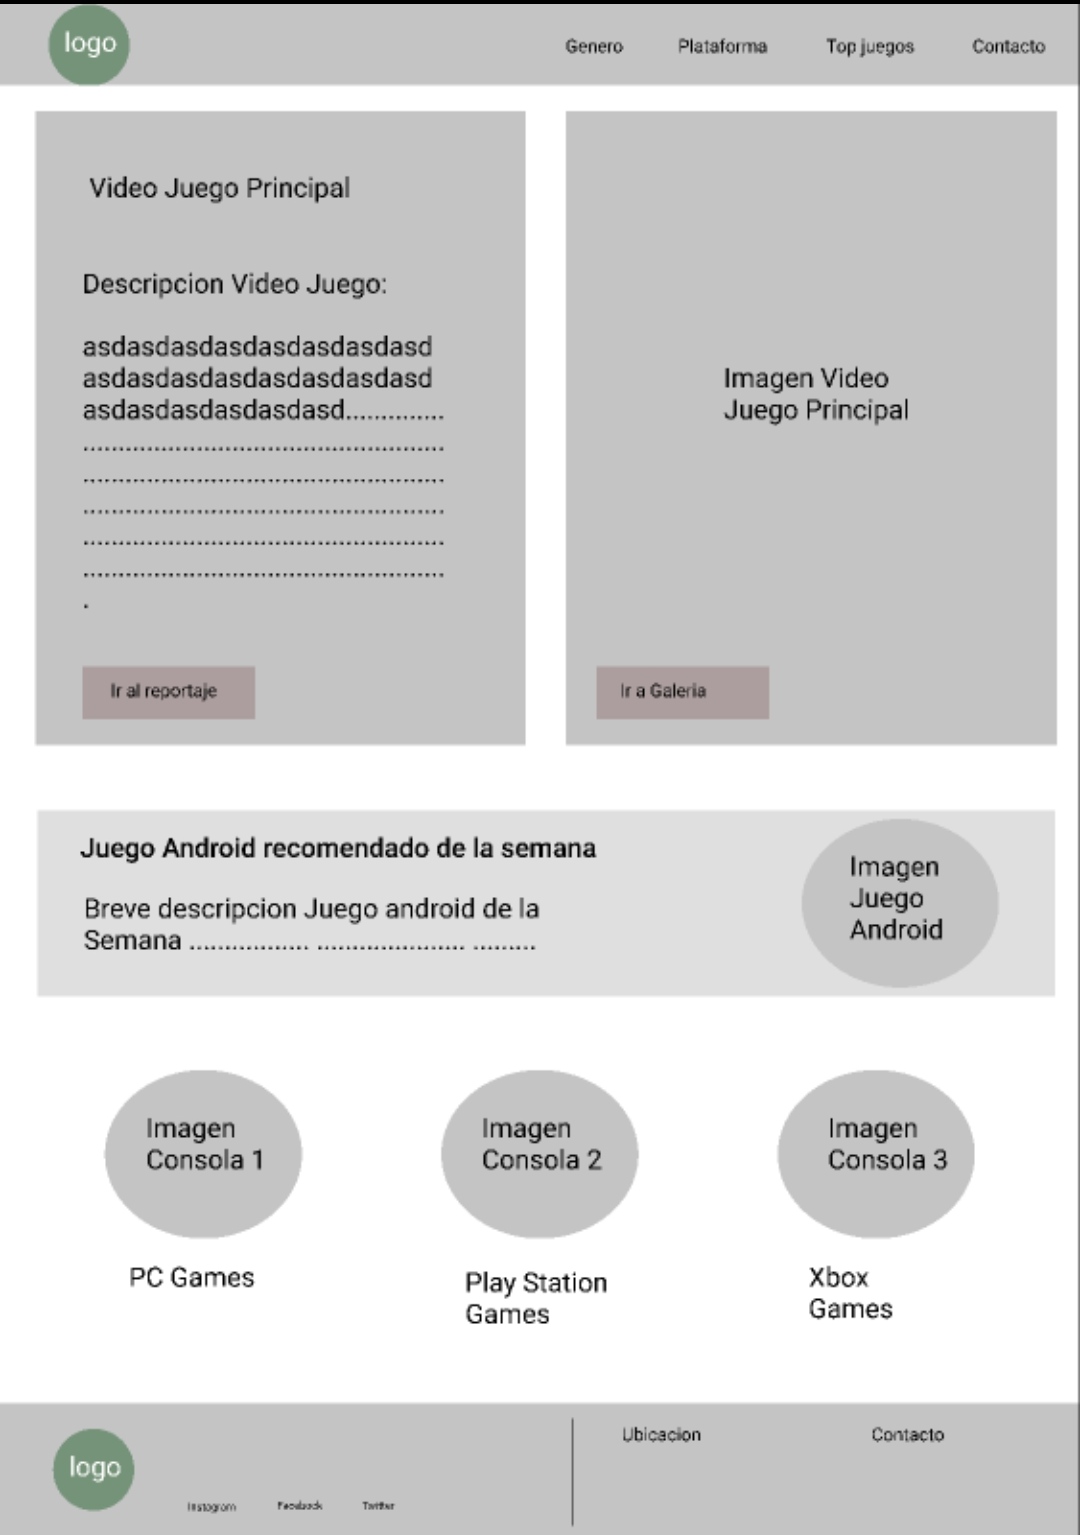 logo
Genero
Plataforma
Top juegos
Contacto
Video Juego Principal
Descripcion Video Juego:
asdasdasdasdasdasdasdasd
asdasdasdasdasdasdasdasd
asdasdasdasdasdasd..............
...................................................
...................................................
...................................................
...................................................
...................................................
.
Ir al reportaje
Imagen Video
Juego Principal
Ir a Galeria
Juego Android recomendado de la semana
Breve descripcion Juego android de la
Semana ................. ..................... .........
Imagen
Juego
Android
Imagen
Consola 1
PC Games
Imagen
Consola 2
Play Station
Games
Imagen
Consola 3
Xbox
Games
logo
Instagram
Facebook
Twitter
Ubicacion
Contacto